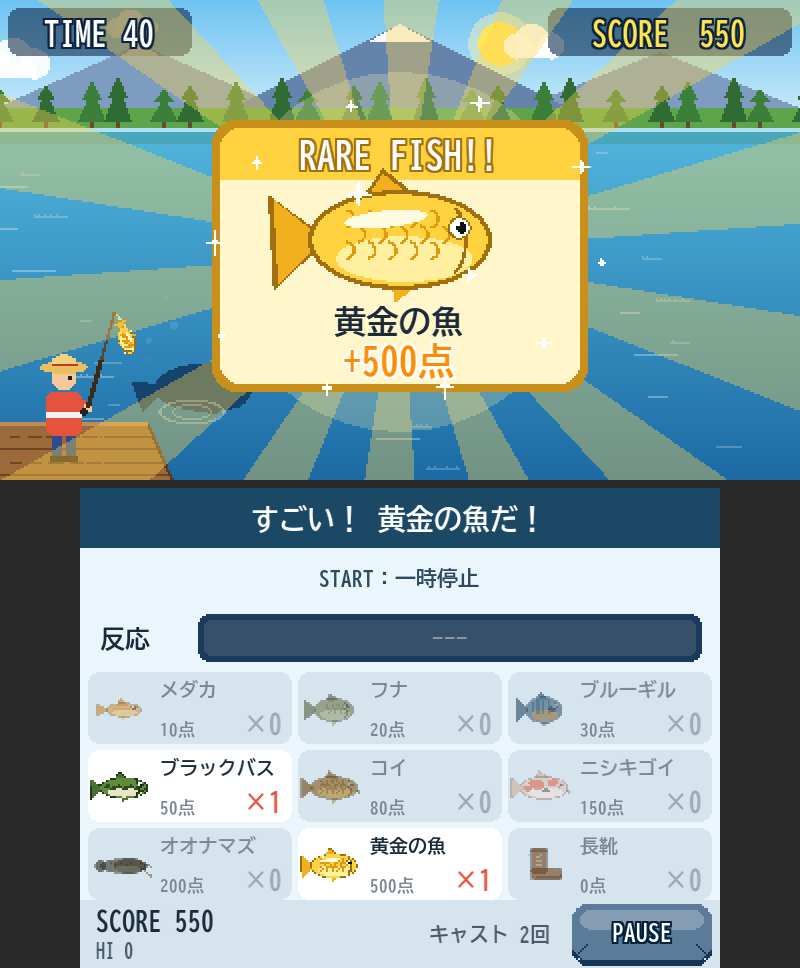 TIME 40
SCORE 550
RARE FISH!!
黄金の魚
+500点
すごい! 黄金の魚だ!
START:一時停止
反応
---
メダカ
10点 ×0
フナ
20点 ×0
ブルーギル
30点 ×0
ブラックバス
50点 ×1
コイ
80点 ×0
ニシキゴイ
150点 ×0
オオナマズ
200点 ×0
黄金の魚
500点 ×1
長靴
0点 ×0
SCORE 550
HI 0
キャスト 2回
PAUSE